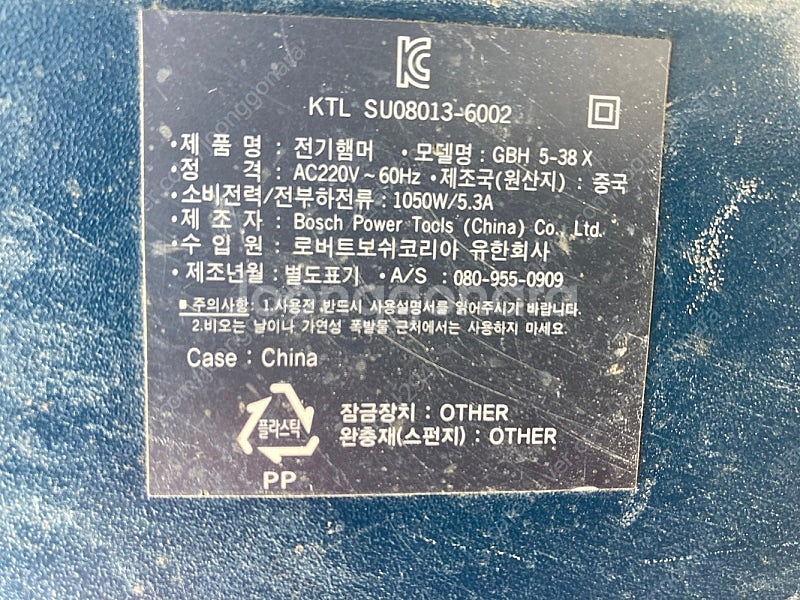 KC
KTL SU08013-6002
•제 품 명 : 전기햄머 •모델명 : GBH 5-38 X
•정 격 : AC220V ~ 60Hz •제조국(원산지) : 중국
•소비전력/전부하전류 : 1050W/5.3A
•제 조 자 : Bosch Power Tools (China) Co., Ltd.
•수 입 원 : 로버트보쉬코리아 유한회사
•제조년월 : 별도표기 •A/S : 080-955-0909
■ 주의사항: 1.사용전 반드시 사용설명서를 읽어주시기 바랍니다.
2.비오는 날이나 가연성 폭발물 근처에서는 사용하지 마세요.
Case : China
플라스틱
PP
잠금장치 : OTHER
완충재(스펀지) : OTHER